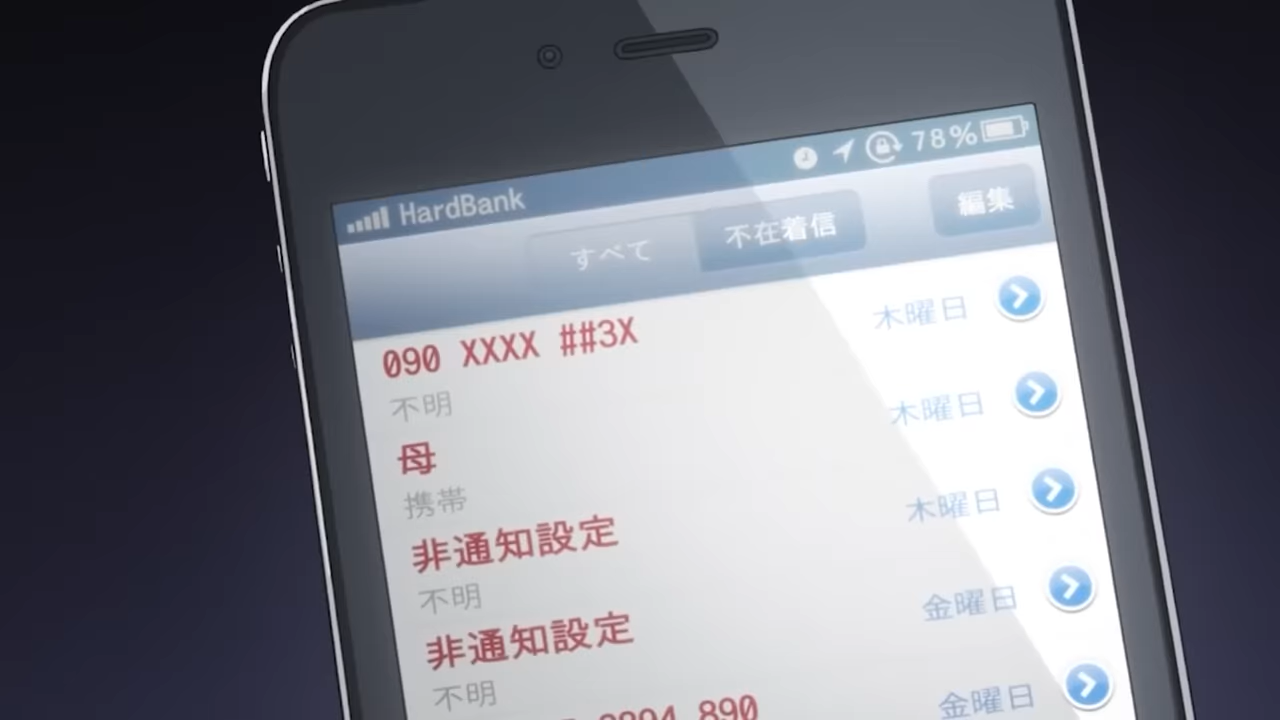 HardBank 78%
すべて 不在着信 編集
090 XXXX ##3X 木曜日
不明
母 木曜日
携帯
非通知設定 木曜日
不明
非通知設定 金曜日
不明
890 金曜日